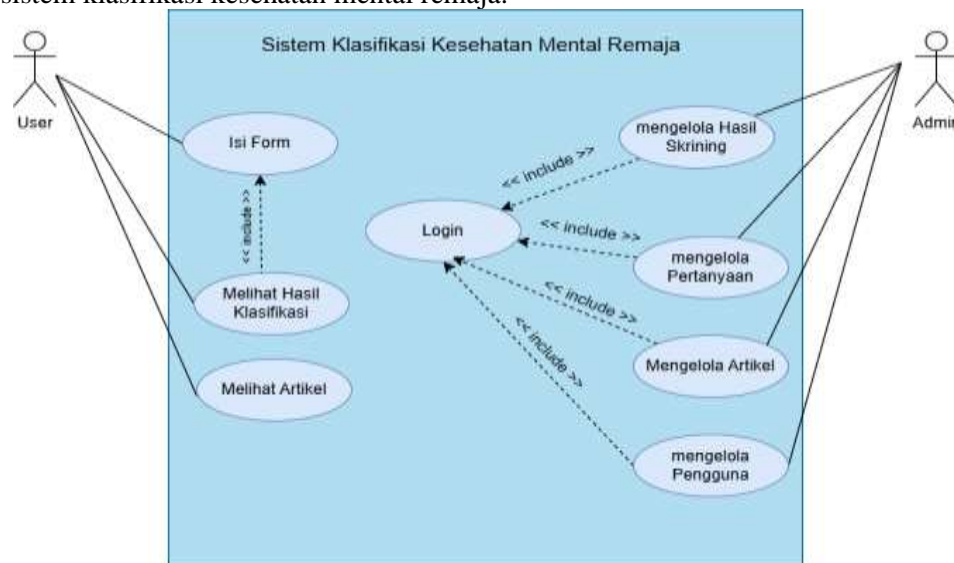 sistem klasifikasi kesehatan mental remaja.
Sistem Klasifikasi Kesehatan Mental Remaja
User
Admin
Isi Form
<< include >>
Melihat Hasil
Klasifikasi
Melihat Artikel
Login
<< include >>
<< include >>
<< include >>
<< include >>
mengelola Hasil
Skrining
mengelola
Pertanyaan
Mengelola Artikel
mengelola
Pengguna